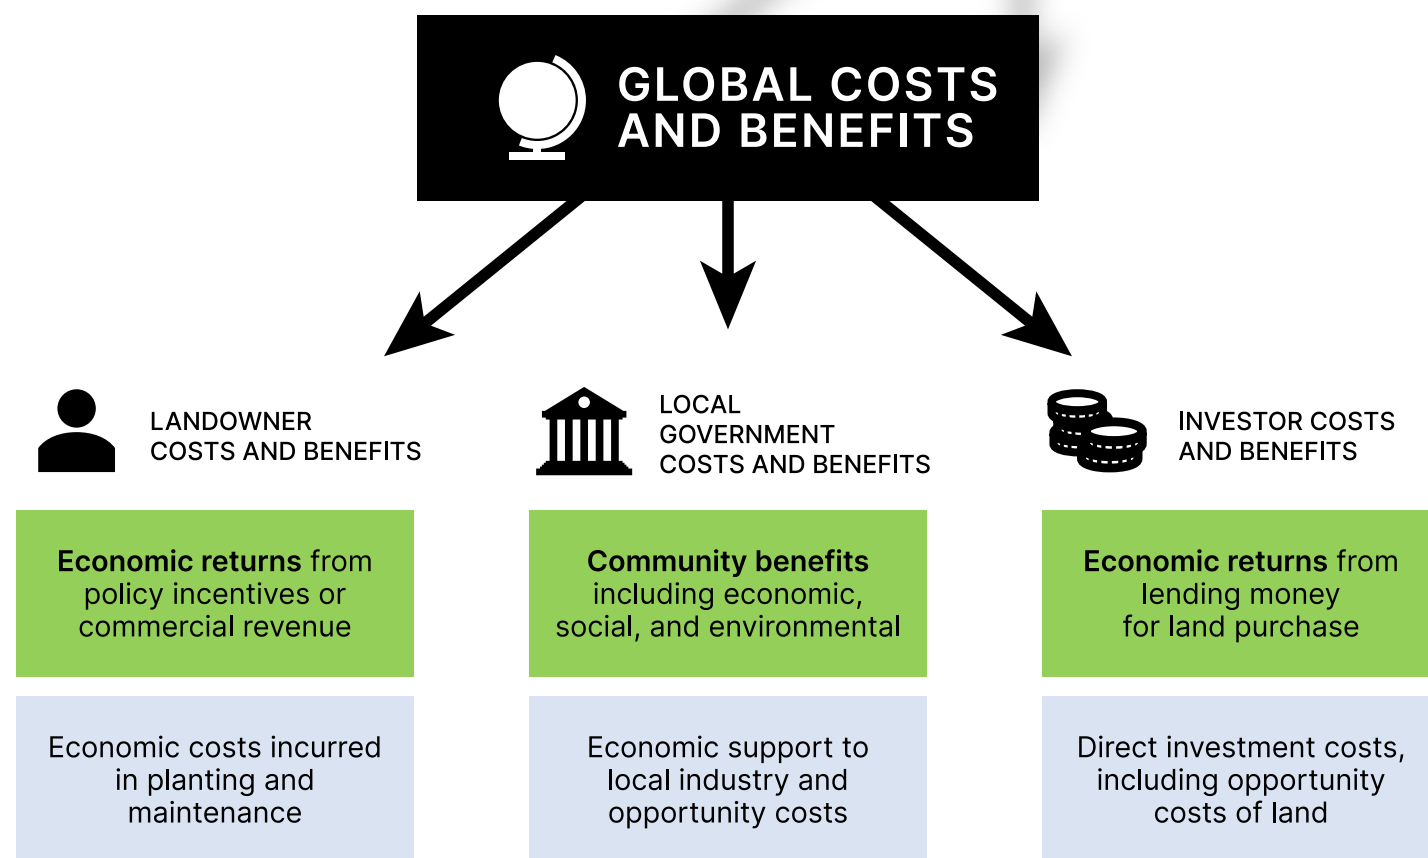 GLOBAL COSTS
AND BENEFITS
LANDOWNER
COSTS AND BENEFITS
Economic returns from
policy incentives or
commercial revenue
Economic costs incurred
in planting and
maintenance
LOCAL
GOVERNMENT
COSTS AND BENEFITS
Community benefits
including economic,
social, and environmental
Economic support to
local industry and
opportunity costs
INVESTOR COSTS
AND BENEFITS
Economic returns from
lending money
for land purchase
Direct investment costs,
including opportunity
costs of land